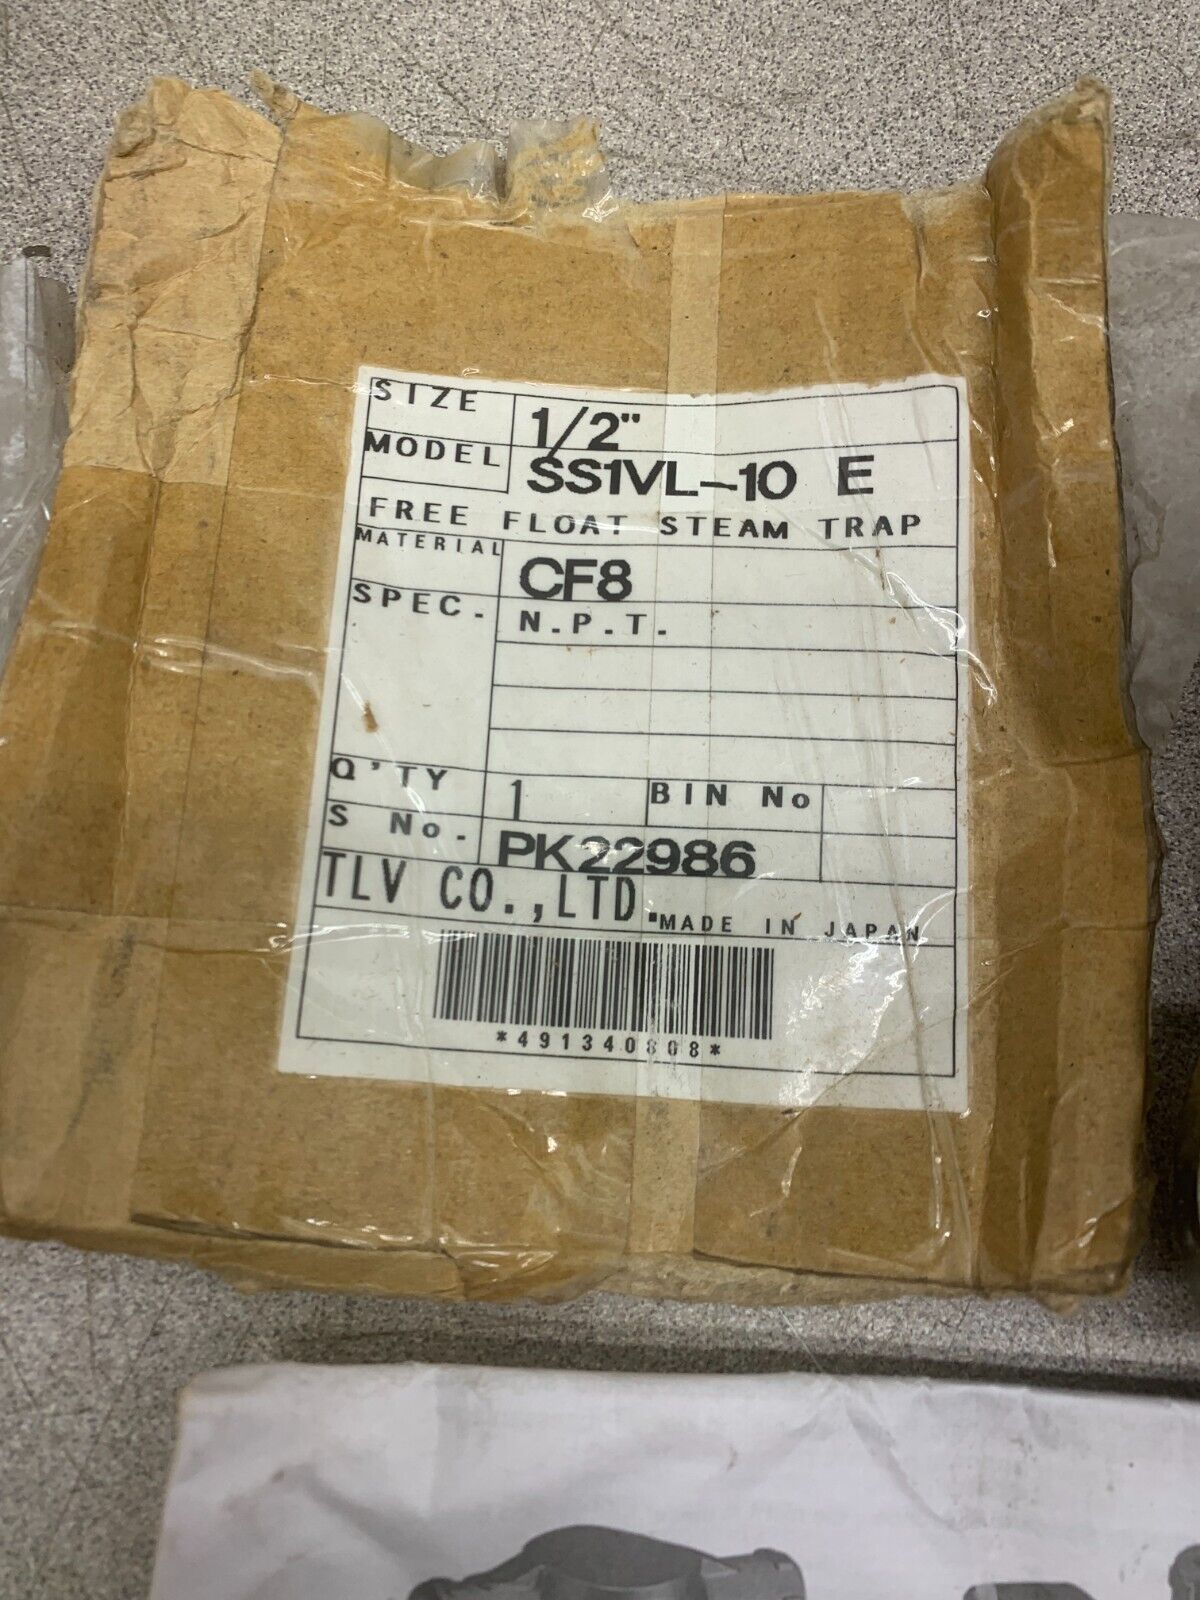 SIZE 1/2"
MODEL SS1VL-10 E
FREE FLOAT STEAM TRAP
MATERIAL CF8
SPEC. N.P.T.
Q'TY 1 BIN No
S No. PK22986
TLV CO.,LTD. MADE IN JAPAN
*491340808*